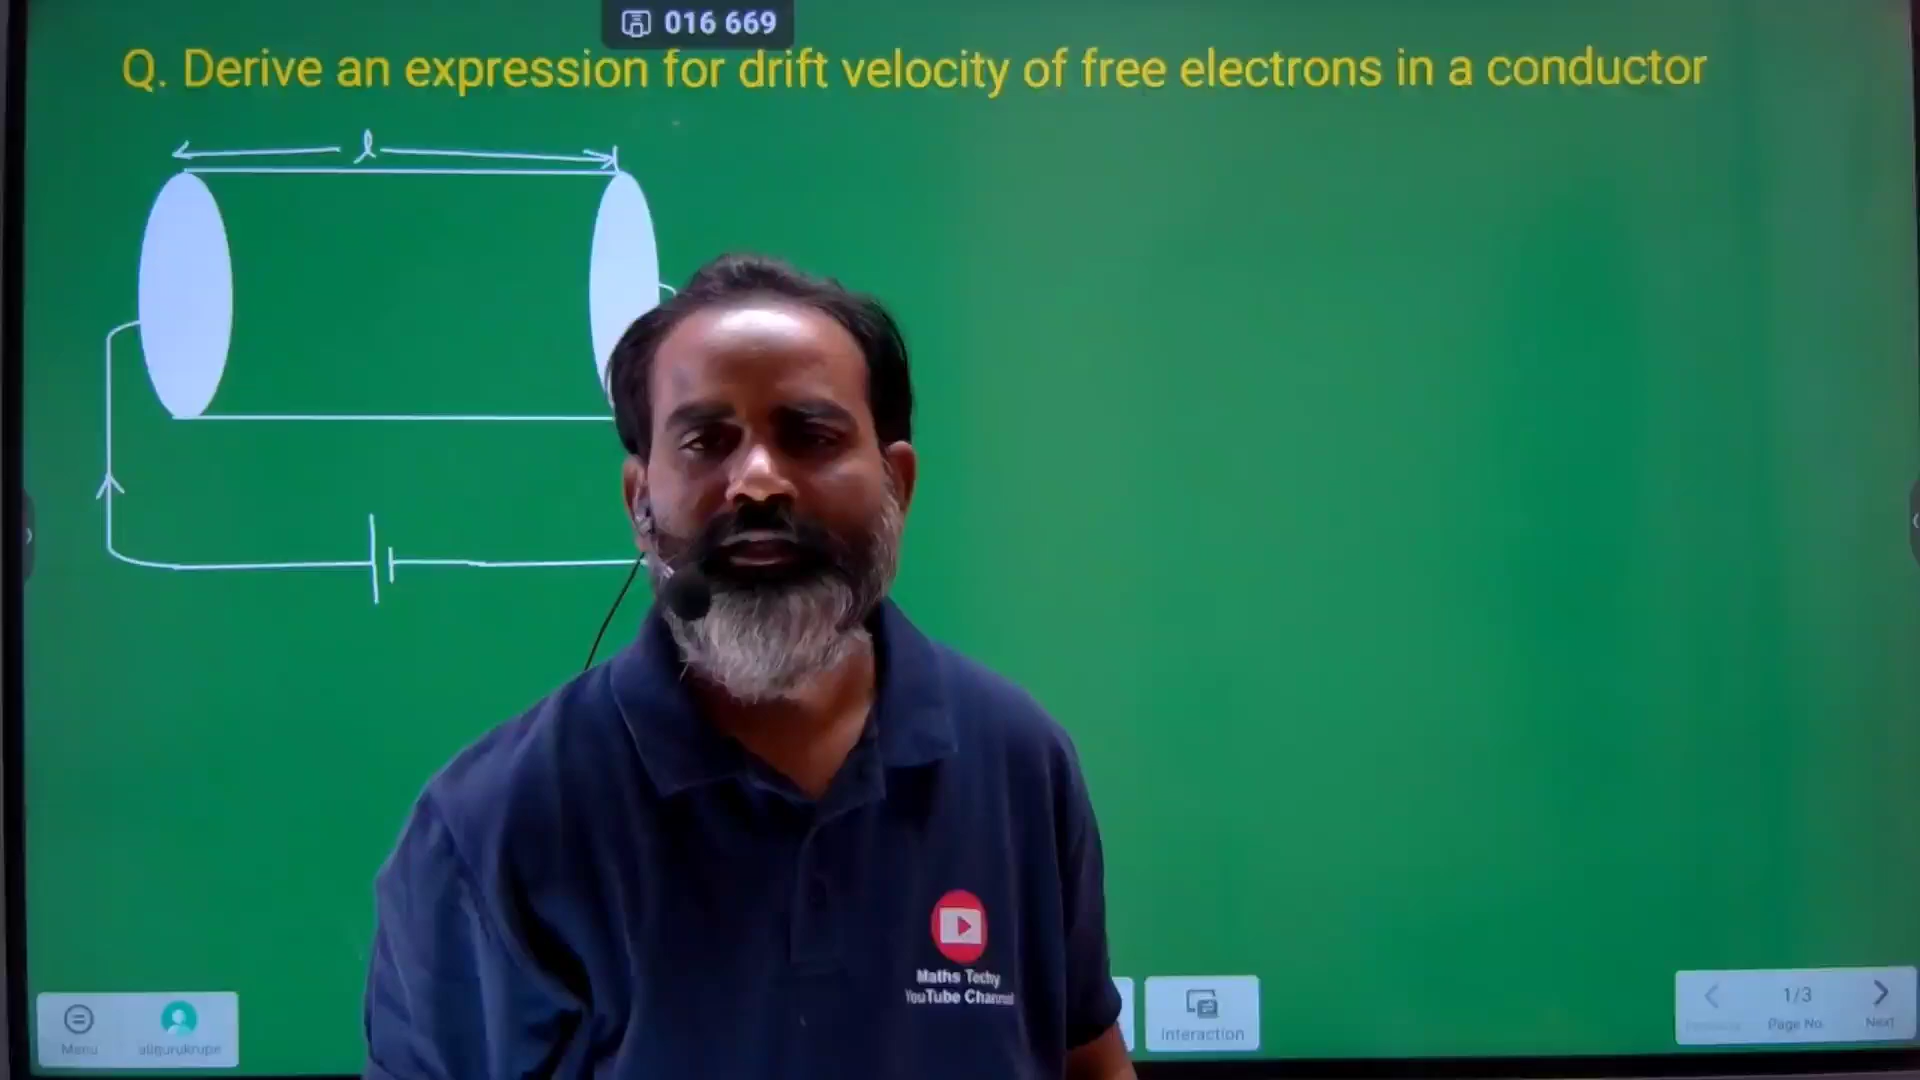 016 669
Q. Derive an expression for drift velocity of free electrons in a conductor
l
Maths Techy
YouTube Channel
Menu
Interaction
1/3
Page No.
Next